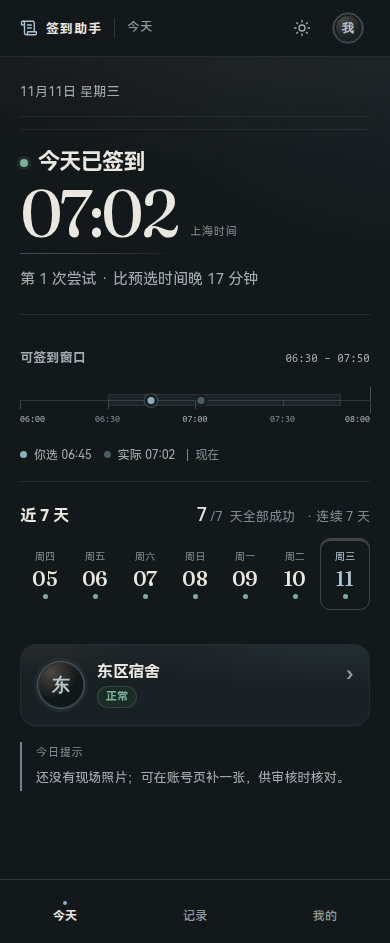 签到助手 今天 我
11月11日 星期三
今天已签到
07:02 上海时间
第 1 次尝试 · 比预选时间晚 17 分钟
可签到窗口 06:30 – 07:50
06:00 06:30 07:00 07:30 08:00
你选 06:45 实际 07:02 现在
近 7 天 7 /7 天全部成功 · 连续 7 天
周四 周五 周六 周日 周一 周二 周三
05 06 07 08 09 10 11
东 东区宿舍
正常
今日提示
还没有现场照片；可在账号页补一张，供审核时核对。
今天 记录 我的